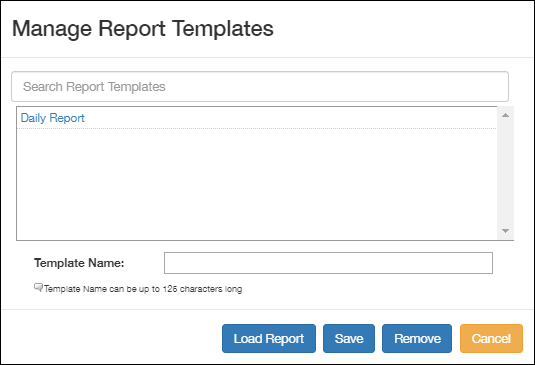 Manage Report Templates
Search Report Templates
Daily Report
Template Name:
Template Name can be up to 125 characters long
Load Report Save Remove Cancel